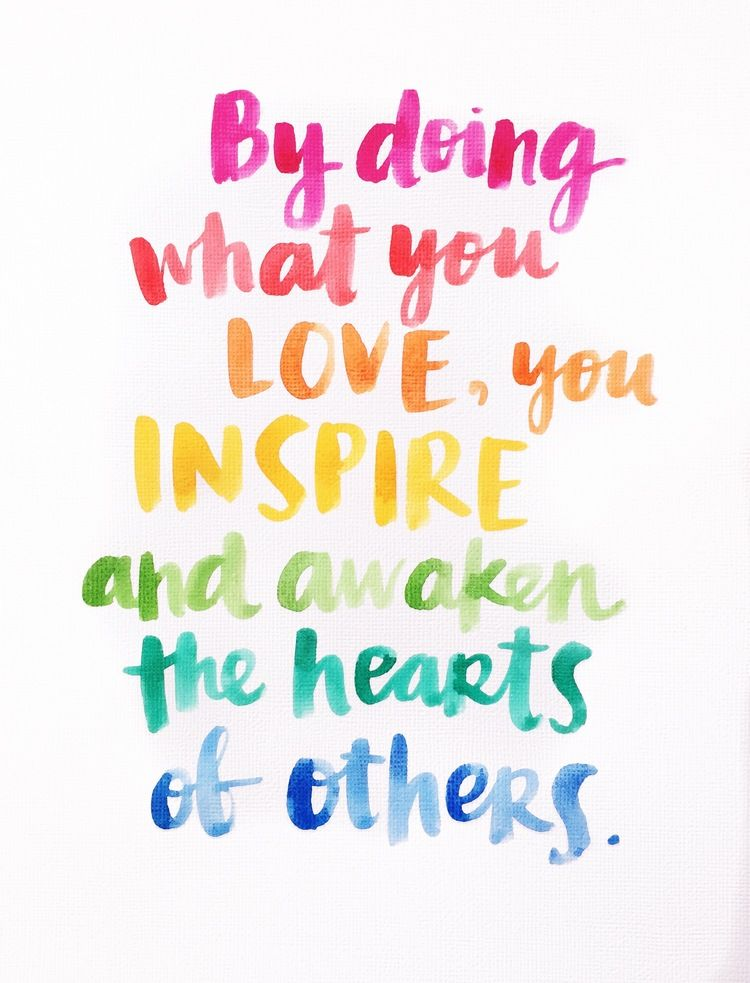 By doing
what you
LOVE, you
INSPIRE
and awaken
the hearts
of others.